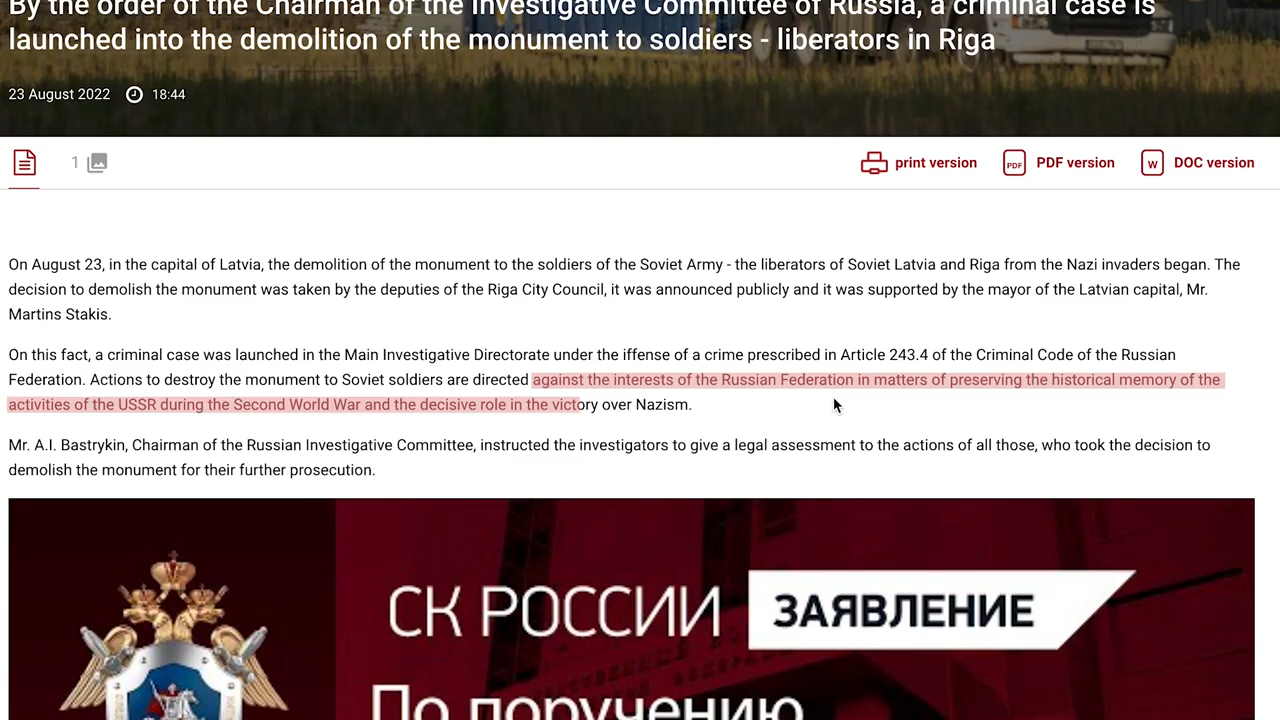 By the order of the Chairman of the Investigative Committee of Russia, a criminal case is
launched into the demolition of the monument to soldiers - liberators in Riga
23 August 2022 18:44
1 print version PDF PDF version W DOC version
On August 23, in the capital of Latvia, the demolition of the monument to the soldiers of the Soviet Army - the liberators of Soviet Latvia and Riga from the Nazi invaders began. The
decision to demolish the monument was taken by the deputies of the Riga City Council, it was announced publicly and it was supported by the mayor of the Latvian capital, Mr.
Martins Stakis.
On this fact, a criminal case was launched in the Main Investigative Directorate under the iffense of a crime prescribed in Article 243.4 of the Criminal Code of the Russian
Federation. Actions to destroy the monument to Soviet soldiers are directed against the interests of the Russian Federation in matters of preserving the historical memory of the
activities of the USSR during the Second World War and the decisive role in the victory over Nazism.
Mr. A.I. Bastrykin, Chairman of the Russian Investigative Committee, instructed the investigators to give a legal assessment to the actions of all those, who took the decision to
demolish the monument for their further prosecution.
СК РОССИИ ЗАЯВЛЕНИЕ
По поручению